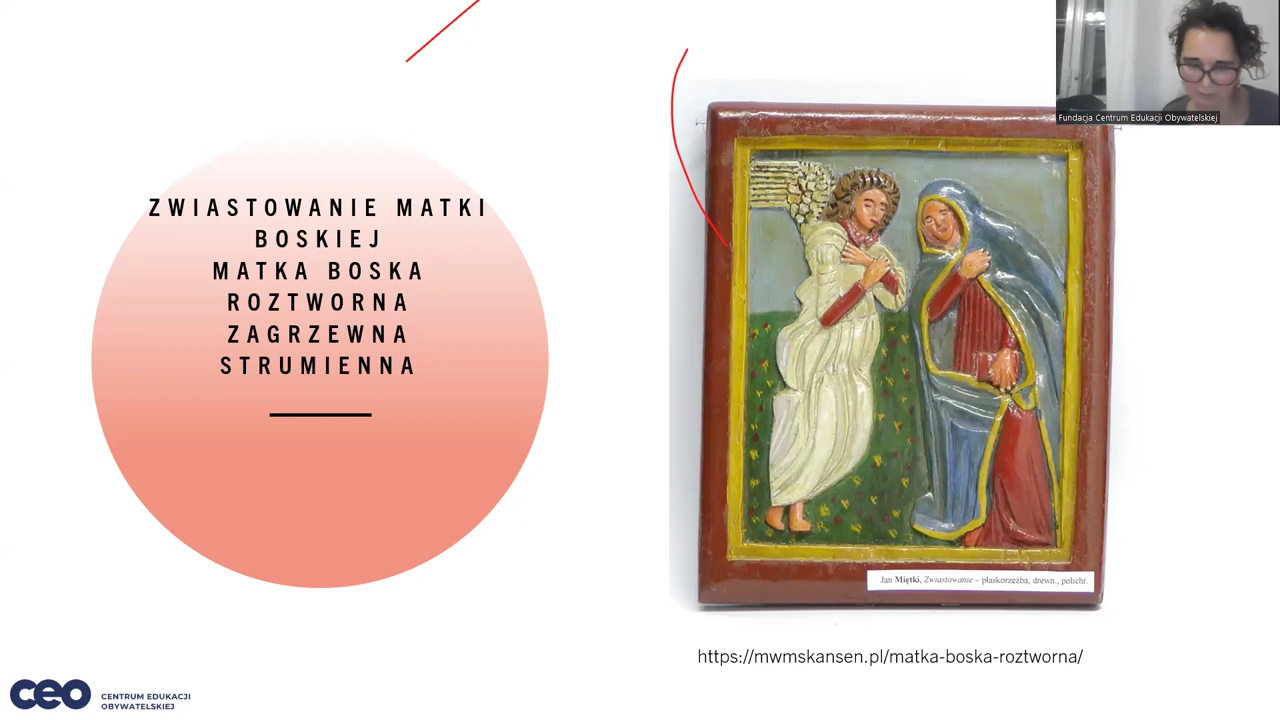 Fundacja Centrum Edukacji Obywatelskiej
ZWIASTOWANIE MATKI
BOSKIEJ
MATKA BOSKA
ROZTWORNA
ZAGRZEWNA
STRUMIENNA
Jan Miętki, Zwiastowanie – płaskorzeźba, drewn., polichr.
https://mwmskansen.pl/matka-boska-roztworna/
ceo CENTRUM EDUKACJI
OBYWATELSKIEJ